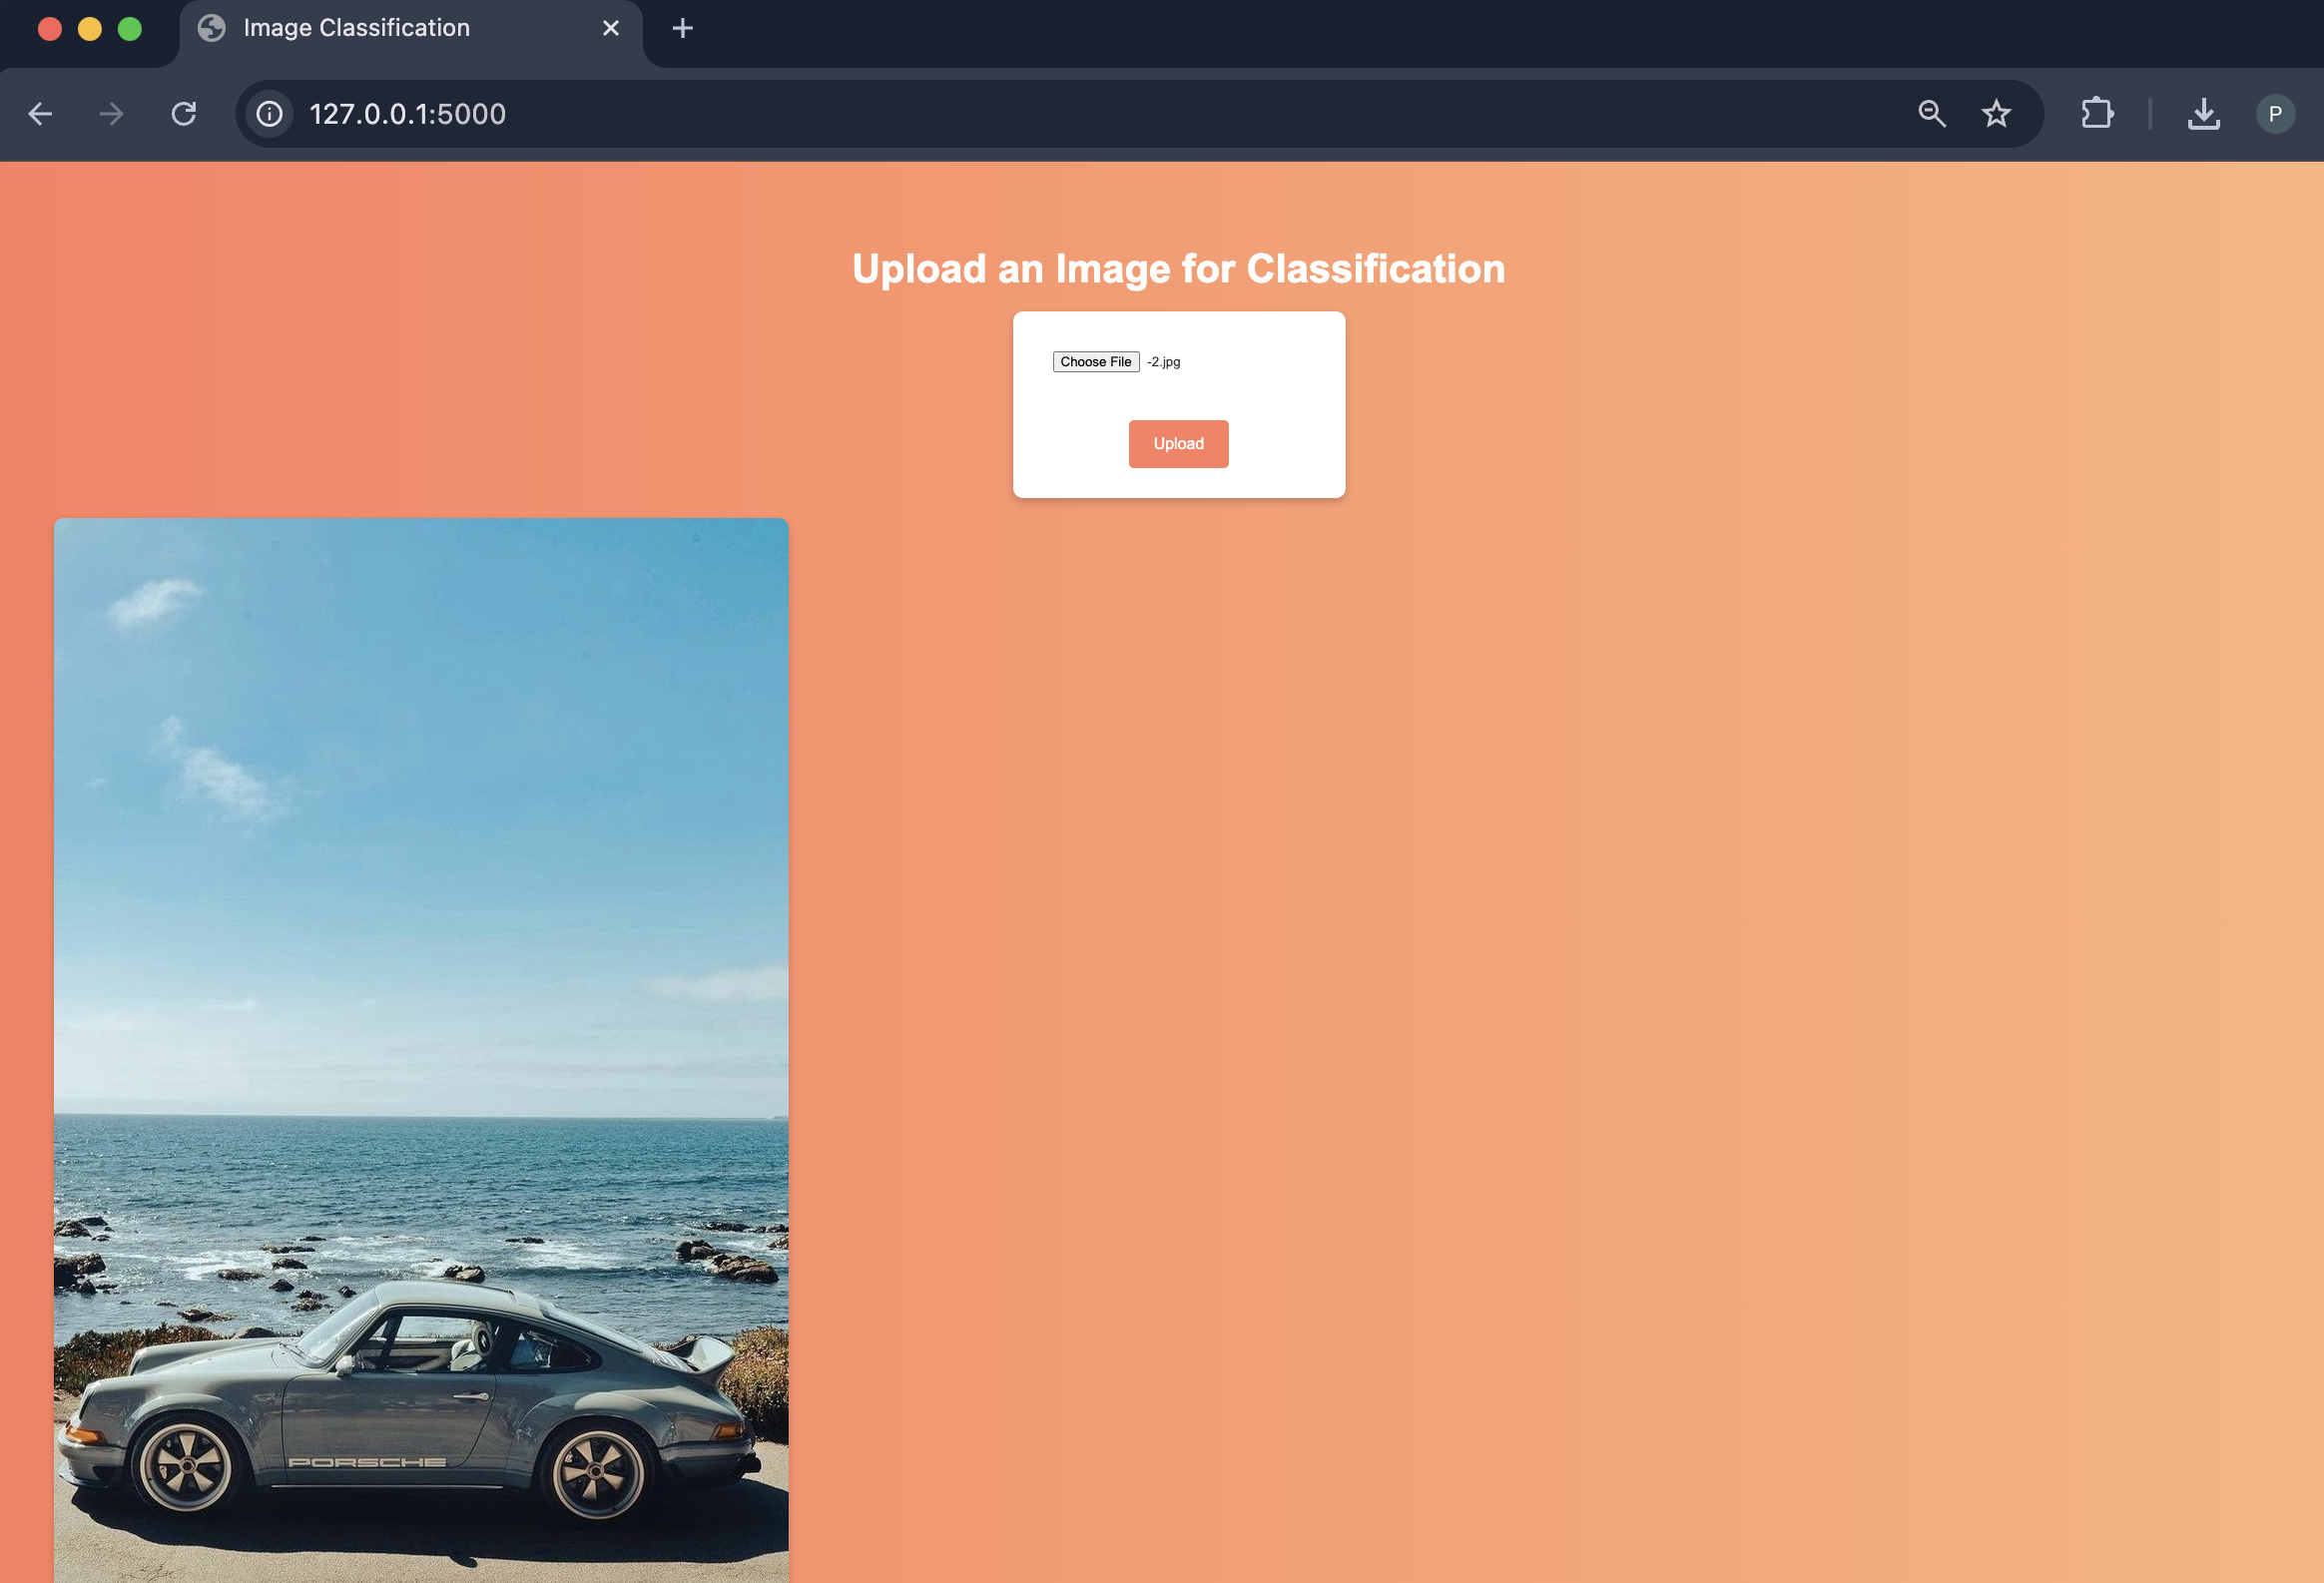 Image Classification
127.0.0.1:5000
P
Upload an Image for Classification
Choose File -2.jpg
Upload
PORSCHE